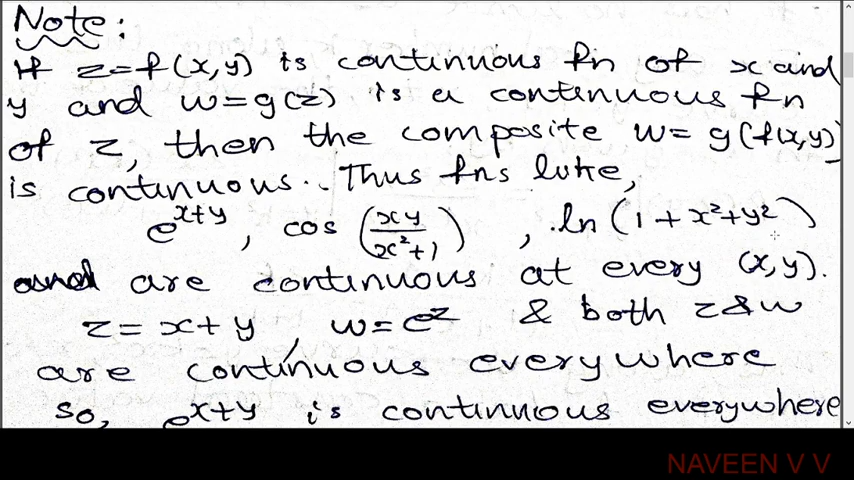 Note:
If z=f(x,y) is continuous fn of x and
y and w=g(z) is a continuous fn
of z, then the composite w= g(f(x,y))
is continuous. Thus fns like,
e^{x+y}, cos (xy/(x²+1)), ln (1+x²+y²)
and are continuous at every (x,y).
z=x+y, w=e^z & both z&w
are continuous everywhere
so, e^{x+y} is continuous everywhere
NAVEEN V V